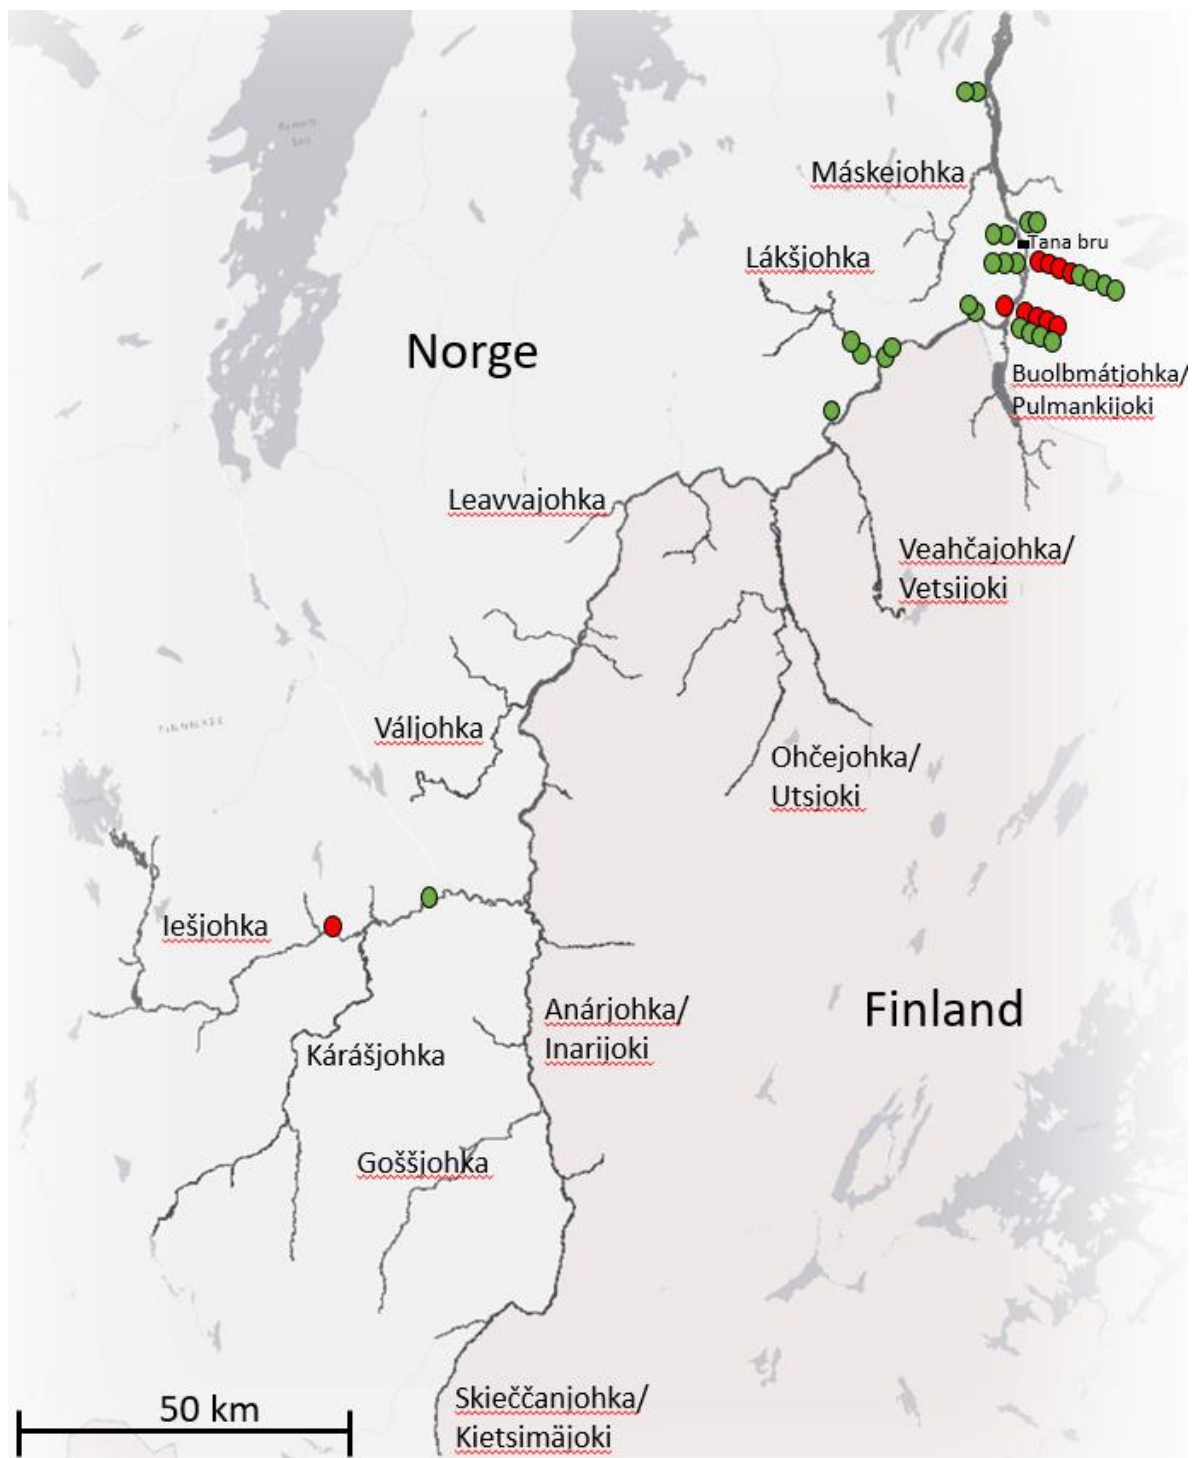 Máskejohka
Tana bru
Lákšjohka
Norge
Buolbmátjohka/
Pulmankijoki
Leavvajohka
Veahčajohka/
Vetsijoki
Váljohka
Ohčejohka/
Utsjoki
Iešjohka
Finland
Anárjohka/
Inarijoki
Kárášjohka
Goššjohka
50 km
Skieččanjohka/
Kietsimäjoki